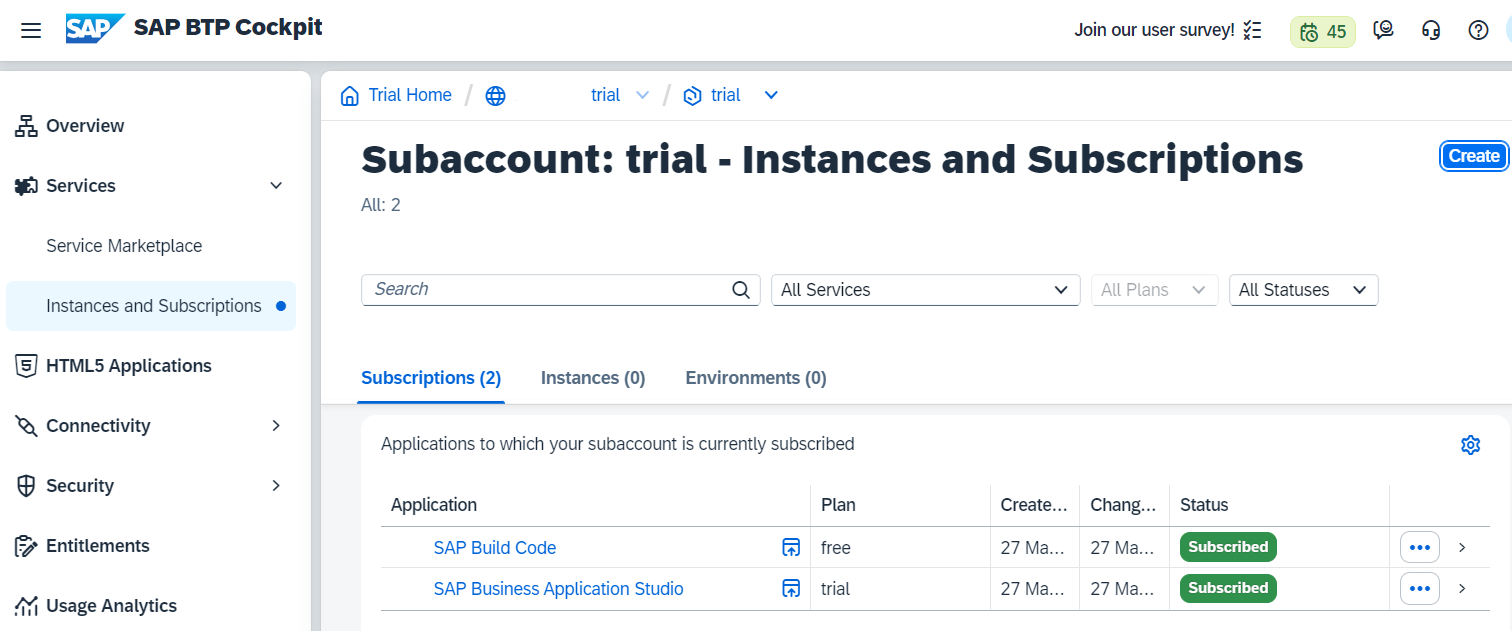 SAP SAP BTP Cockpit
Join our user survey! 45
Overview
Services
Service Marketplace
Instances and Subscriptions
HTML5 Applications
Connectivity
Security
Entitlements
Usage Analytics
Trial Home / trial / trial
Subaccount: trial - Instances and Subscriptions
Create
All: 2
Search All Services All Plans All Statuses
Subscriptions (2) Instances (0) Environments (0)
Applications to which your subaccount is currently subscribed
Application Plan Create... Chang... Status
SAP Build Code free 27 Ma... 27 Ma... Subscribed
SAP Business Application Studio trial 27 Ma... 27 Ma... Subscribed